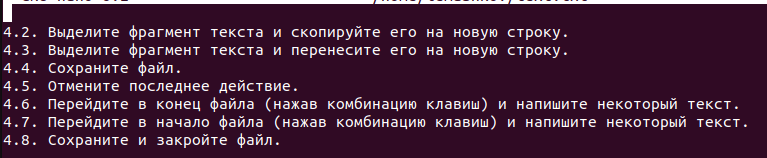 4.2. Выделите фрагмент текста и скопируйте его на новую строку.
4.3. Выделите фрагмент текста и перенесите его на новую строку.
4.4. Сохраните файл.
4.5. Отмените последнее действие.
4.6. Перейдите в конец файла (нажав комбинацию клавиш) и напишите некоторый текст.
4.7. Перейдите в начало файла (нажав комбинацию клавиш) и напишите некоторый текст.
4.8. Сохраните и закройте файл.